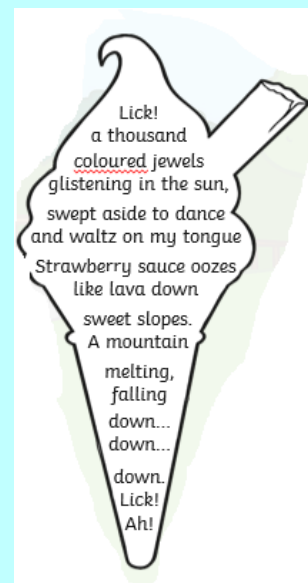 Lick!
a thousand
coloured jewels
glistening in the sun,
swept aside to dance
and waltz on my tongue
Strawberry sauce oozes
like lava down
sweet slopes.
A mountain
melting,
falling
down...
down...
down.
Lick!
Ah!